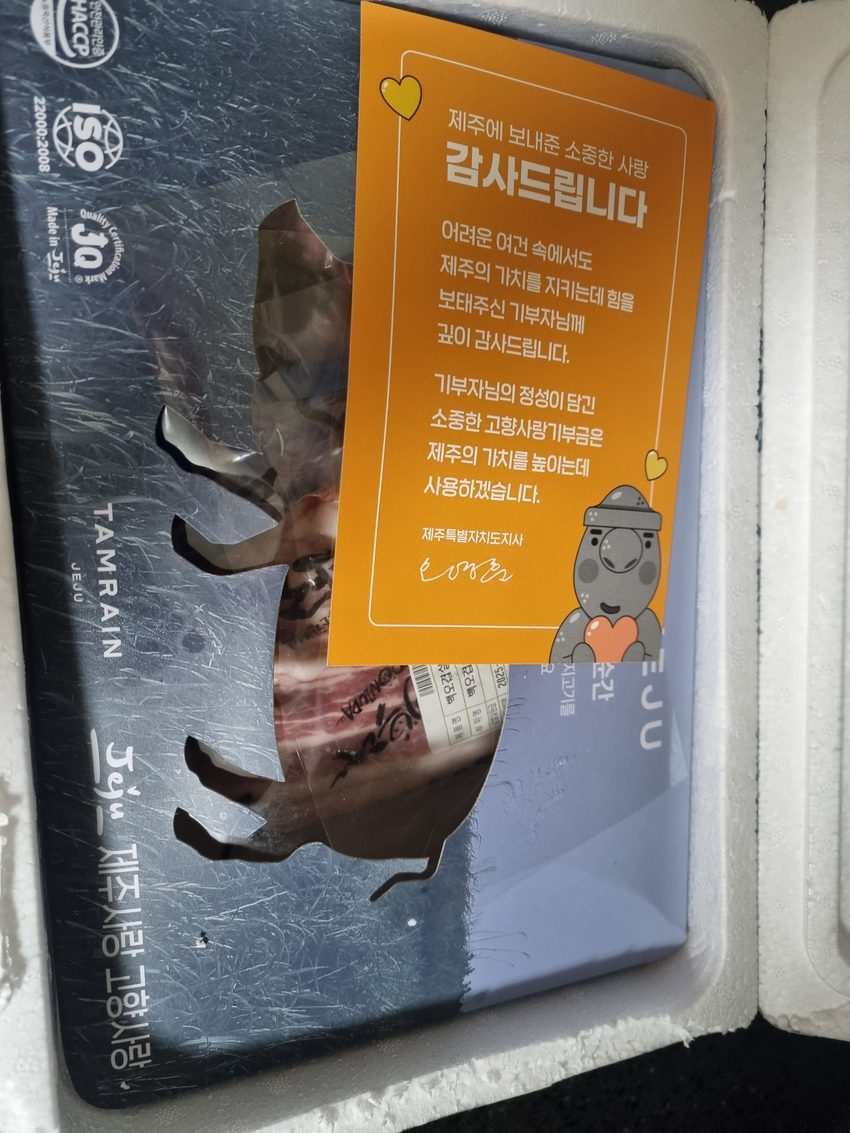 제주에 보내준 소중한 사랑
감사드립니다
어려운 여건 속에서도
제주의 가치를 지키는데 힘을
보태주신 기부자님께
깊이 감사드립니다.
기부자님의 정성이 담긴
소중한 고향사랑기부금은
제주의 가치를 높이는데
사용하겠습니다.
제주특별자치도지사
HACCP
ISO
22000:2008
Quality Certification Mark
JQ
Made in Jeju
TAMRAIN
JEJU
Jeju 제주사랑 고향사랑
EJU
순간